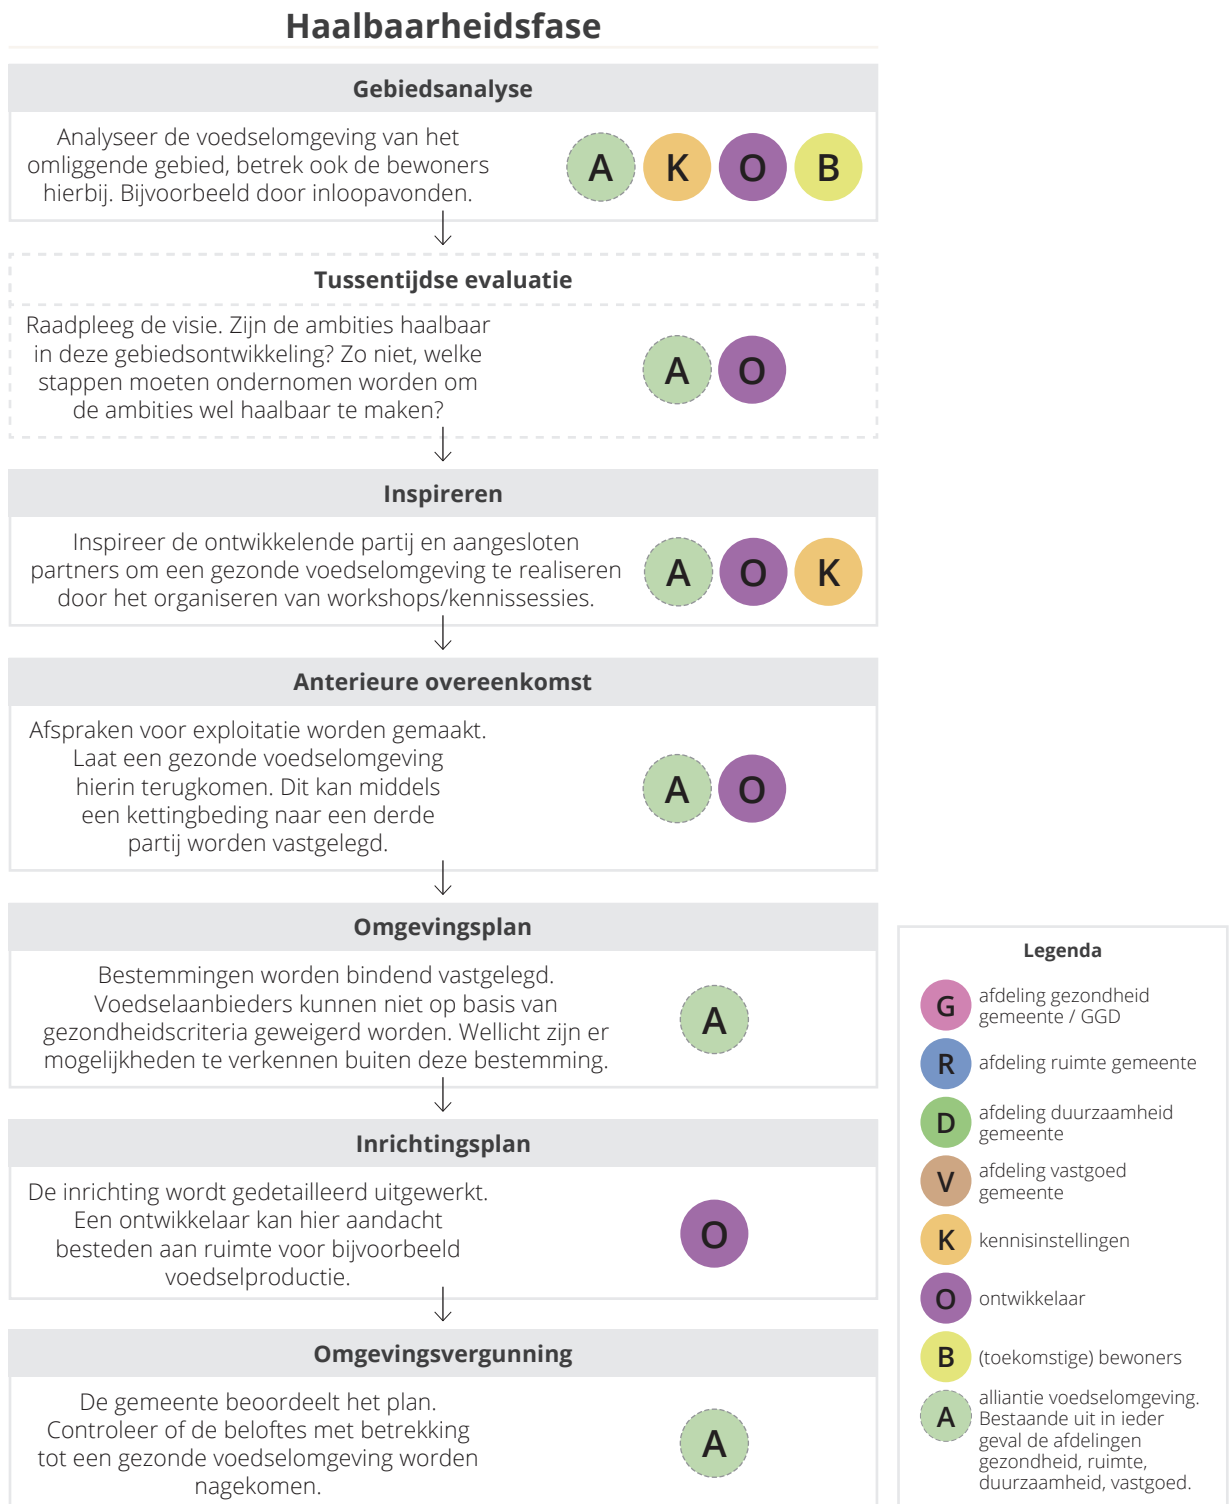 Haalbaarheidsfase
Gebiedsanalyse
Analyseer de voedselomgeving van het
omliggende gebied, betrek ook de bewoners
hierbij. Bijvoorbeeld door inloopavonden.
A K O B
Tussentijdse evaluatie
Raadpleeg de visie. Zijn de ambities haalbaar
in deze gebiedsontwikkeling? Zo niet, welke
stappen moeten ondernomen worden om
de ambities wel haalbaar te maken?
A O
Inspireren
Inspireer de ontwikkelende partij en aangesloten
partners om een gezonde voedselomgeving te realiseren
door het organiseren van workshops/kennissessies.
A O K
Anterieure overeenkomst
Afspraken voor exploitatie worden gemaakt.
Laat een gezonde voedselomgeving
hierin terugkomen. Dit kan middels
een kettingbeding naar een derde
partij worden vastgelegd.
A O
Omgevingsplan
Bestemmingen worden bindend vastgelegd.
Voedselaanbieders kunnen niet op basis van
gezondheidscriteria geweigerd worden. Wellicht zijn er
mogelijkheden te verkennen buiten deze bestemming.
A
Inrichtingsplan
De inrichting wordt gedetailleerd uitgewerkt.
Een ontwikkelaar kan hier aandacht
besteden aan ruimte voor bijvoorbeeld
voedselproductie.
O
Omgevingsvergunning
De gemeente beoordeelt het plan.
Controleer of de beloftes met betrekking
tot een gezonde voedselomgeving worden
nagekomen.
A
Legenda
G afdeling gezondheid
gemeente / GGD
R afdeling ruimte gemeente
D afdeling duurzaamheid
gemeente
V afdeling vastgoed
gemeente
K kennisinstellingen
O ontwikkelaar
B (toekomstige) bewoners
A alliantie voedselomgeving.
Bestaande uit in ieder
geval de afdelingen
gezondheid, ruimte,
duurzaamheid, vastgoed.